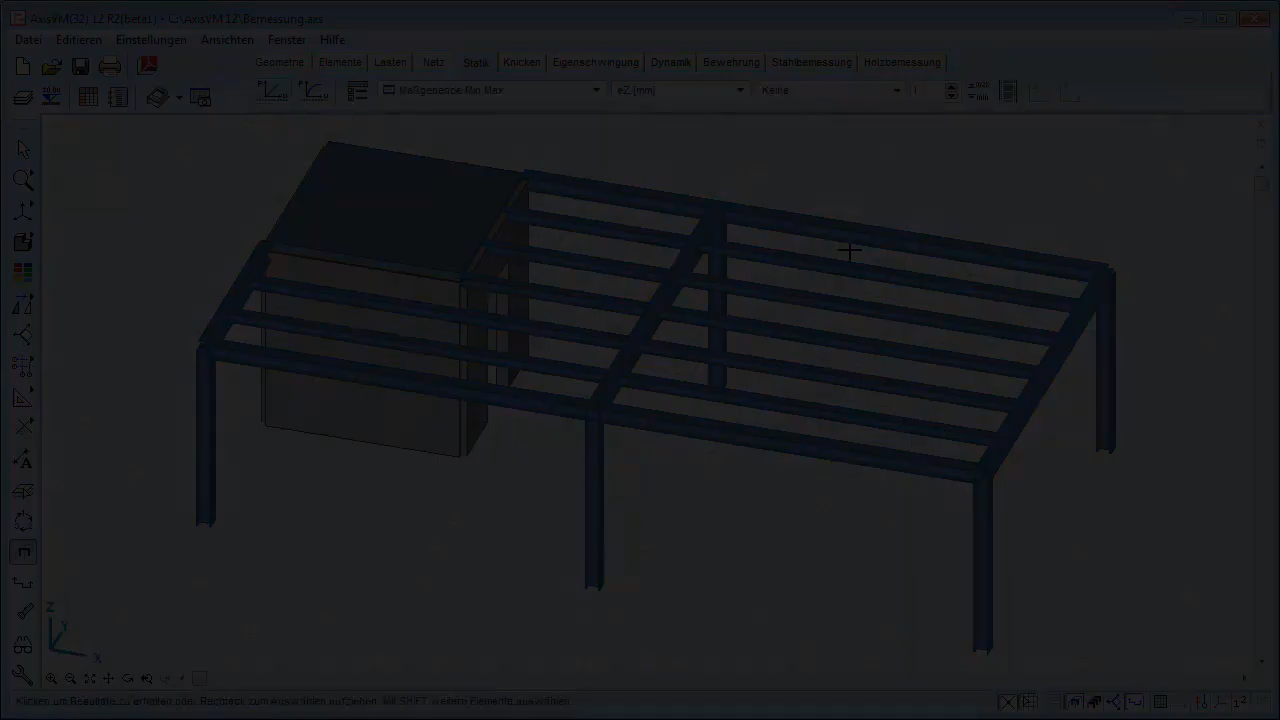 AxisVM(32) 12 R2(beta1) - C:\AxisVM 12\Bemessung.axs
Datei Editieren Einstellungen Ansichten Fenster Hilfe
Geometrie Elemente Lasten Netz Statik Knicken Eigenschwingung Dynamik Bewehrung Stahlbemessung Holzbemessung
Maßgebende Min Max eZ [mm] Keine
Z
Y
X
Klicken um Bauteile zu erhalten oder Rechteck zum Auswählen aufziehen. Mit SHIFT weitere Elemente auswählen